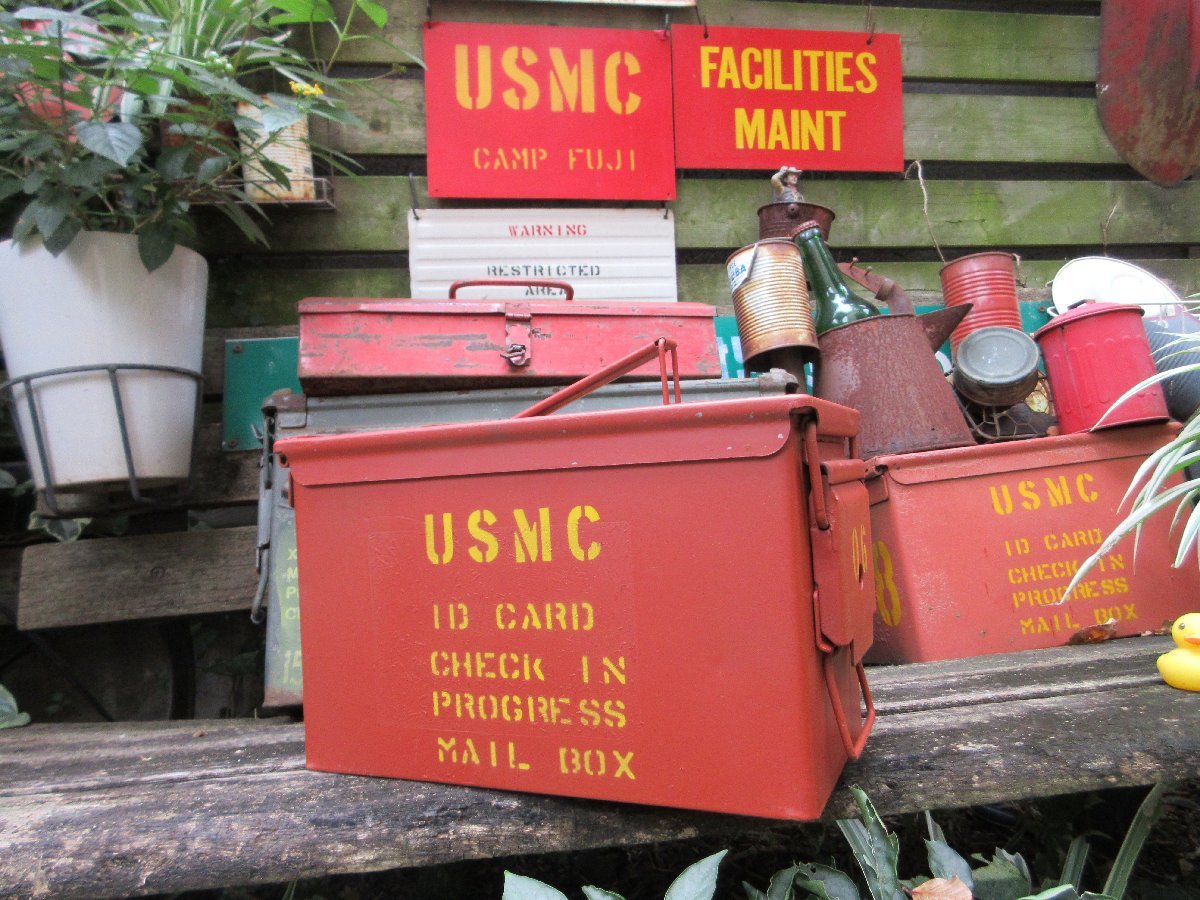 USMC
CAMP FUJI
FACILITIES
MAINT
WARNING
RESTRICTED
AREA
USMC
ID CARD
CHECK IN
PROGRESS
MAIL BOX
USMC
ID CARD
CHECK IN
PROGRESS
MAIL BOX
8